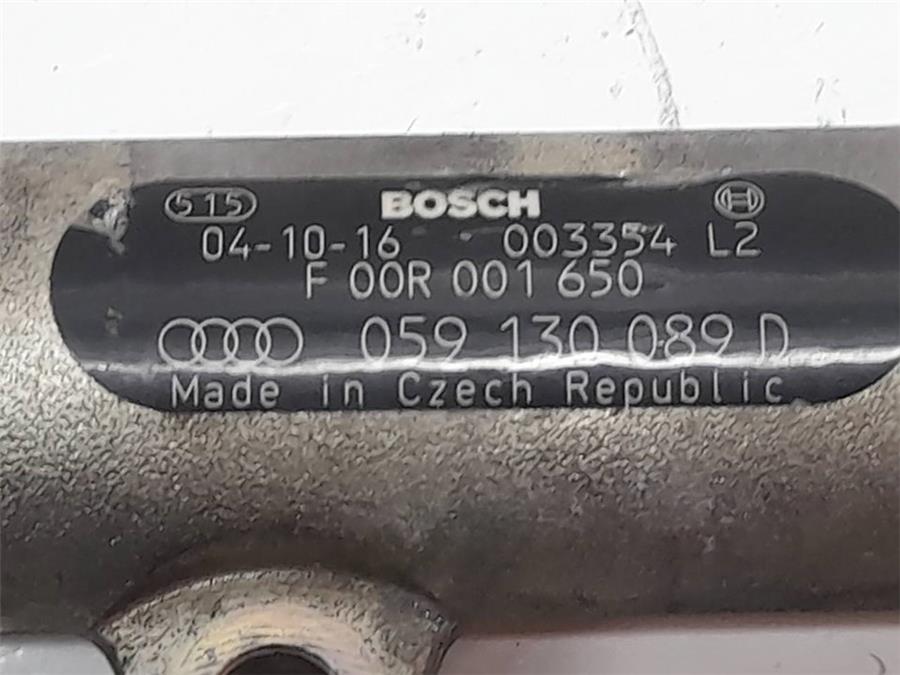 515 BOSCH
04-10-16 003354 L2
F 00R 001 650
059 130 089 D
Made in Czech Republic